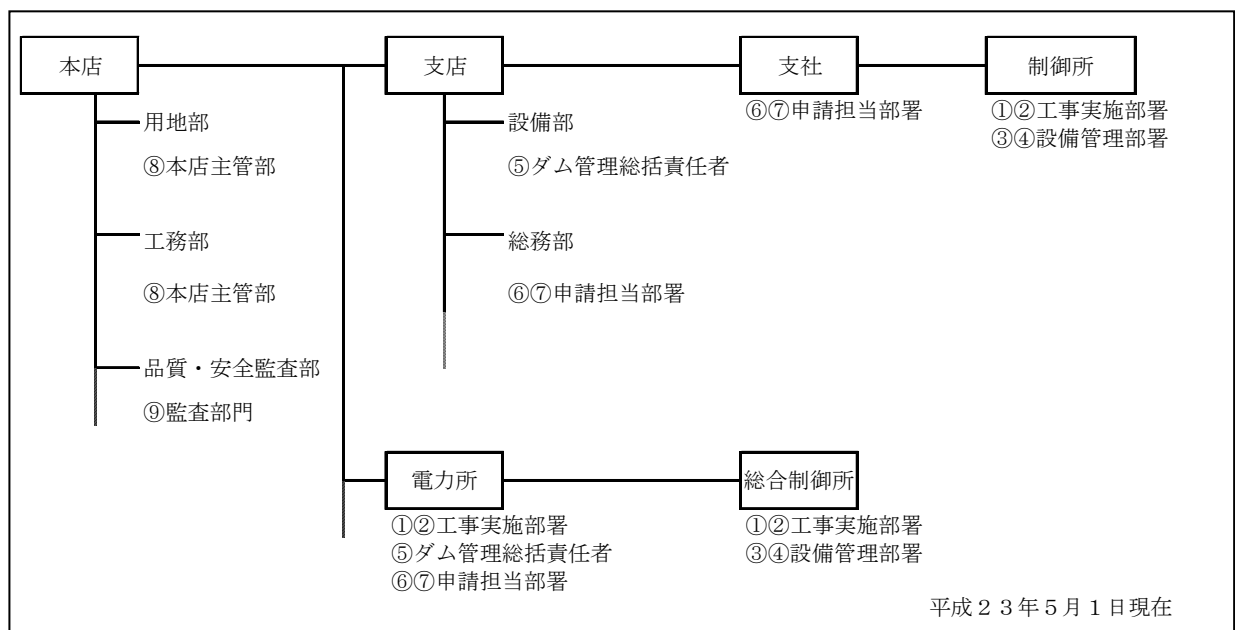 本店
支店
支社
制御所
用地部
⑧本店主管部
工務部
⑧本店主管部
品質・安全監査部
⑨監査部門
設備部
⑤ダム管理総括責任者
総務部
⑥⑦申請担当部署
⑥⑦申請担当部署
①②工事実施部署
③④設備管理部署
電力所
①②工事実施部署
⑤ダム管理総括責任者
⑥⑦申請担当部署
総合制御所
①②工事実施部署
③④設備管理部署
平成２３年５月１日現在